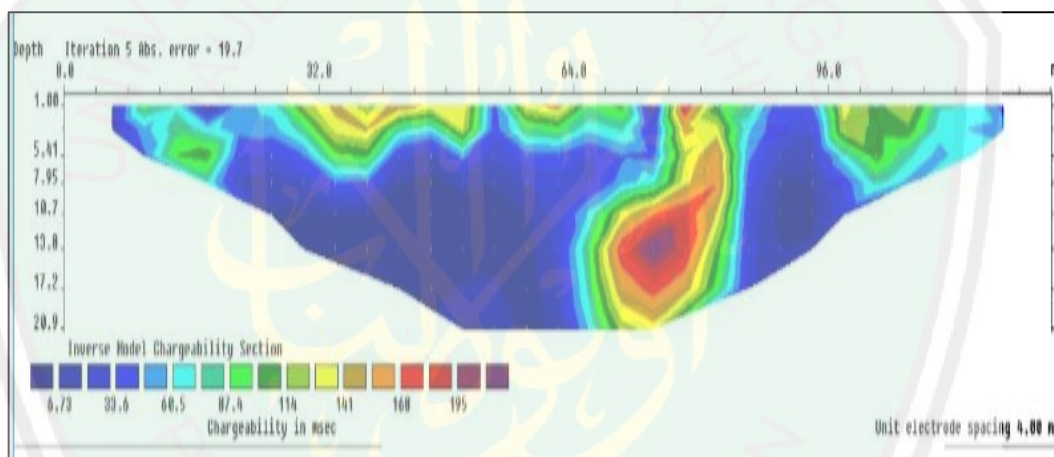 Depth Iteration 5 Abs. error = 19.7
0.0 32.0 64.0 96.0 m
1.00
5.41
7.95
10.7
13.8
17.2
20.9
Inverse Model Chargeability Section
6.73 33.6 60.5 87.4 114 141 168 195
Chargeability in msec
Unit electrode spacing 4.00 m